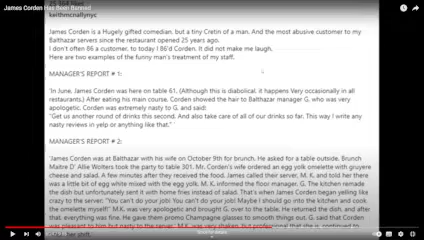 James Corden Has Been Banned
keithmcnallynyc
James Corden is a Hugely gifted comedian, but a tiny Cretin of a man. And the most abusive customer to my
Balthazar servers since the restaurant opened 25 years ago.
I don't often 86 a customer, to today I 86'd Corden. It did not make me laugh.
Here are two examples of the funny man's treatment of my staff.
MANAGER'S REPORT # 1:
'In June, James Corden was here on table 61. (Although this is diabolical, it happens Very occasionally in all
restaurants.) After eating his main course, Corden showed the hair to Balthazar manager G. who was very
apologetic. Corden was extremely nasty to G, and said:
"Get us another round of drinks this second. And also take care of all of our drinks so far. This way I write any
nasty reviews in yelp or anything like that."
MANAGER'S REPORT # 2:
'James Corden was at Balthazar with his wife on October 9th for brunch. He asked for a table outside. Brunch
Maitre D' Allie Wolters took the party to table 301. Mr. Corden's wife ordered an egg yolk omelette with gruyere
cheese and salad. A few minutes after they received the food, James called their server, M. K. and told her there
was a little bit of egg white mixed with the egg yolk. M. K. informed the floor manager, G. The kitchen remade
the dish but unfortunately sent it with home fries instead of salad. That's when James Corden began yelling like
crazy to the server: "You can't do your job! You can't do your job! Maybe I should go into the kitchen and cook
the omelette myself!" M.K. was very apologetic and brought G. over to the table. He returned the dish, and after
that, everything was fine. He gave them promo Champagne glasses to smooth things out. G. said that Corden
was pleasant to him but nasty to the server.